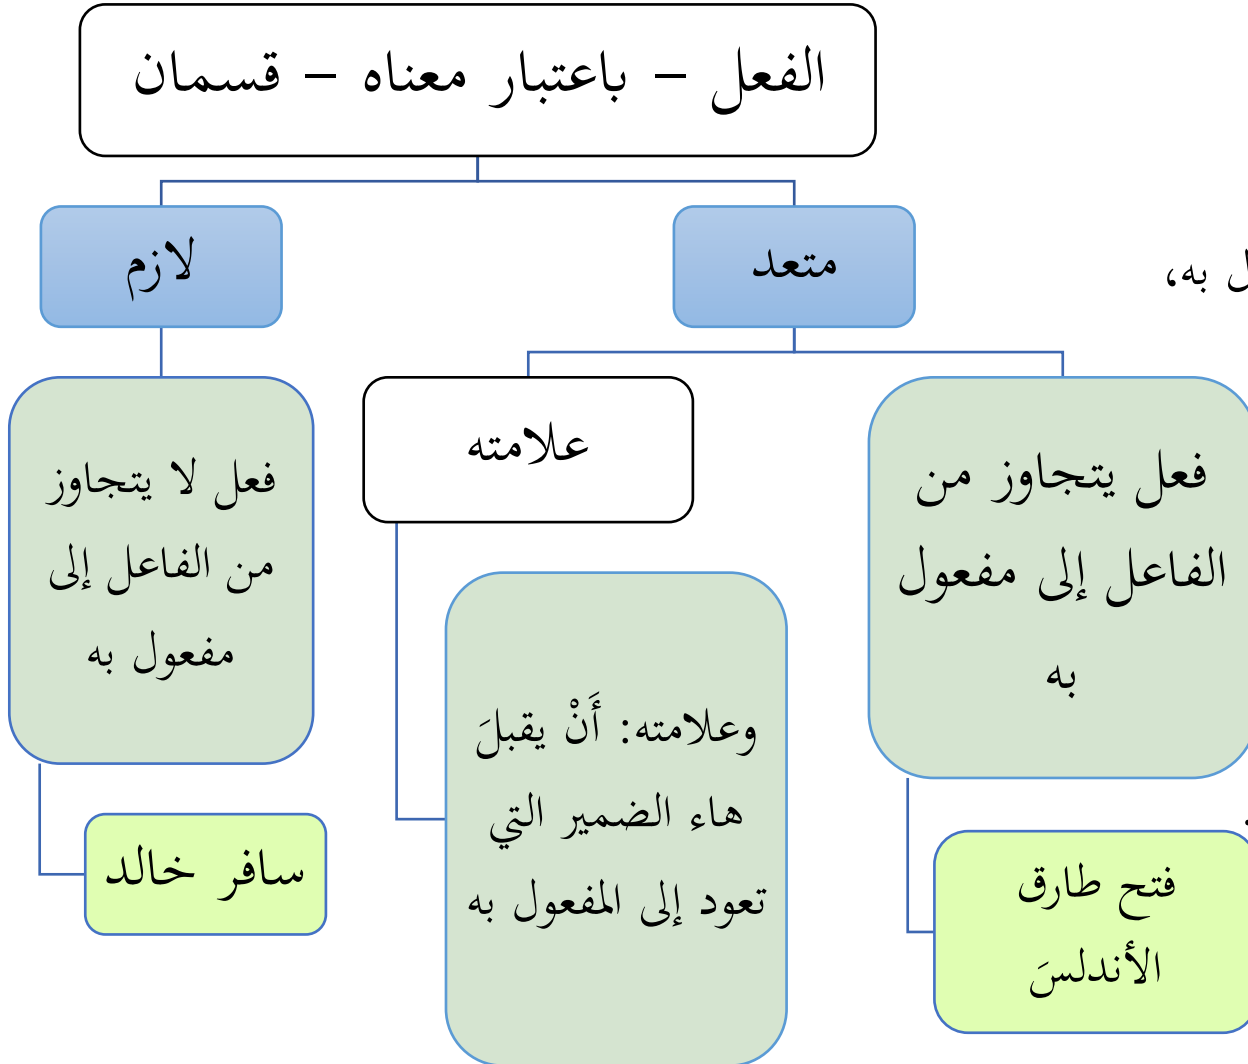 الفعل – باعتبار معناه – قسمان
متعد
لازم
فعل يتجاوز من
الفاعل إلى مفعول
به
فتح طارق
الأندلسَ
علامته
وعلامته: أَنْ يقبلَ
هاء الضمير التي
تعود إلى المفعول به
فعل لا يتجاوز
من الفاعل إلى
مفعول به
سافر خالد
به،